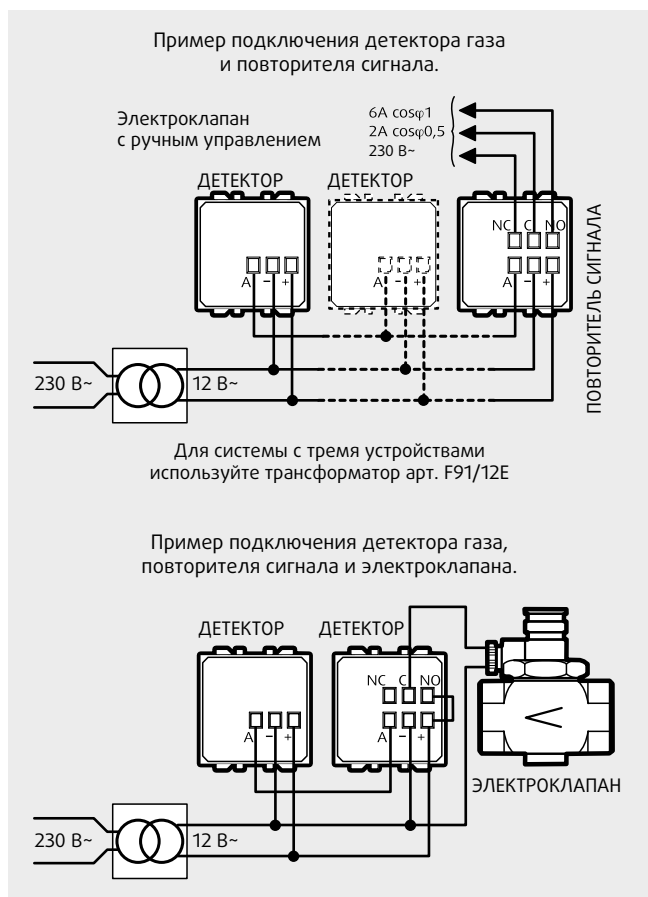 Пример подключения детектора газа
и повторителя сигнала.
Электроклапан
с ручным управлением
6A cosφ1
2A cosφ0,5
230 В~
ДЕТЕКТОР
ДЕТЕКТОР
NC C NO
A - +
A - +
A - +
ПОВТОРИТЕЛЬ СИГНАЛА
230 В~
12 В~
Для системы с тремя устройствами
используйте трансформатор арт. F91/12E
Пример подключения детектора газа,
повторителя сигнала и электроклапана.
ДЕТЕКТОР
ДЕТЕКТОР
NC C NO
A - +
A - +
ЭЛЕКТРОКЛАПАН
230 В~
12 В~